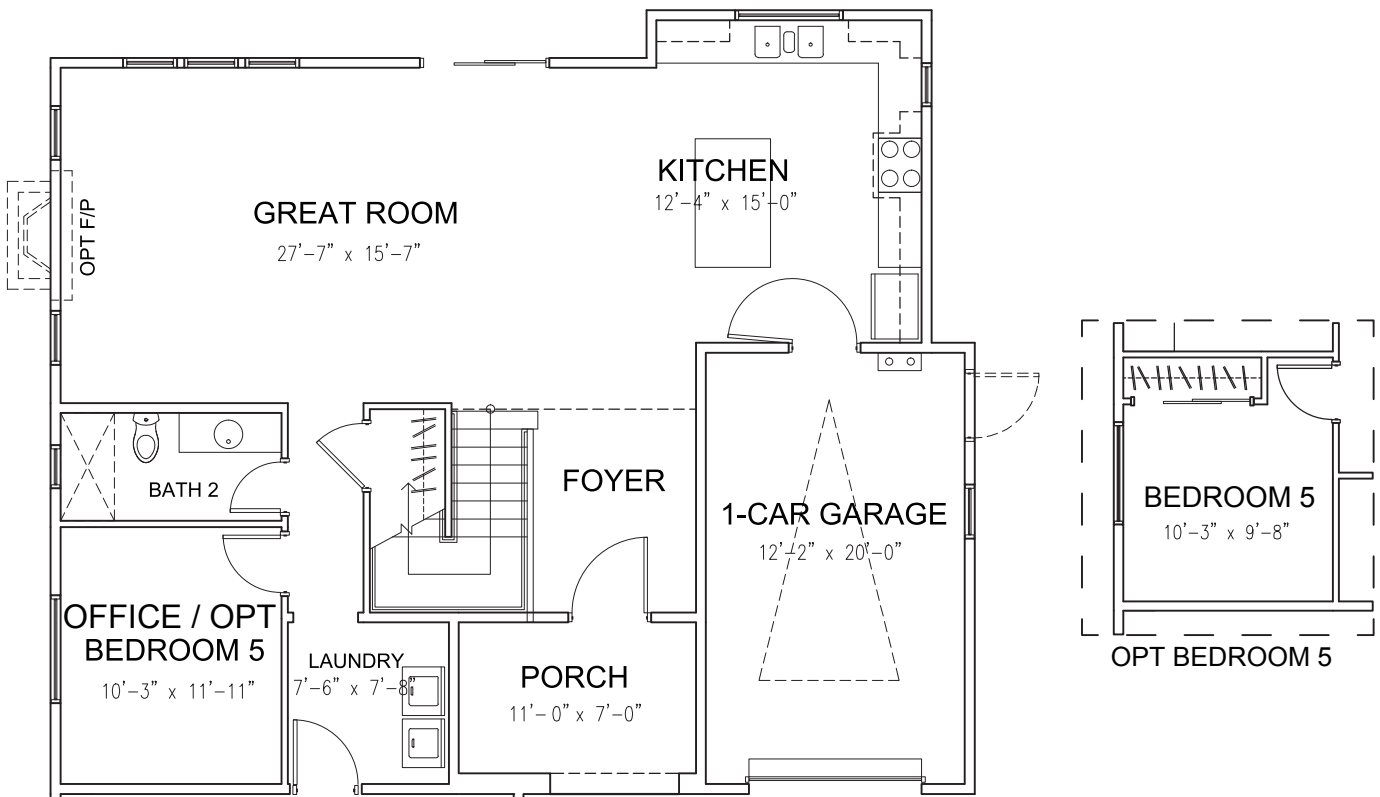 KITCHEN
12'-4" x 15'-0"
GREAT ROOM
27'-7" x 15'-7"
OPT F/P
BATH 2
FOYER
1-CAR GARAGE
12'-2" x 20'-0"
OFFICE / OPT
BEDROOM 5
10'-3" x 11'-11"
LAUNDRY
7'-6" x 7'-8"
PORCH
11'-0" x 7'-0"
BEDROOM 5
10'-3" x 9'-8"
OPT BEDROOM 5